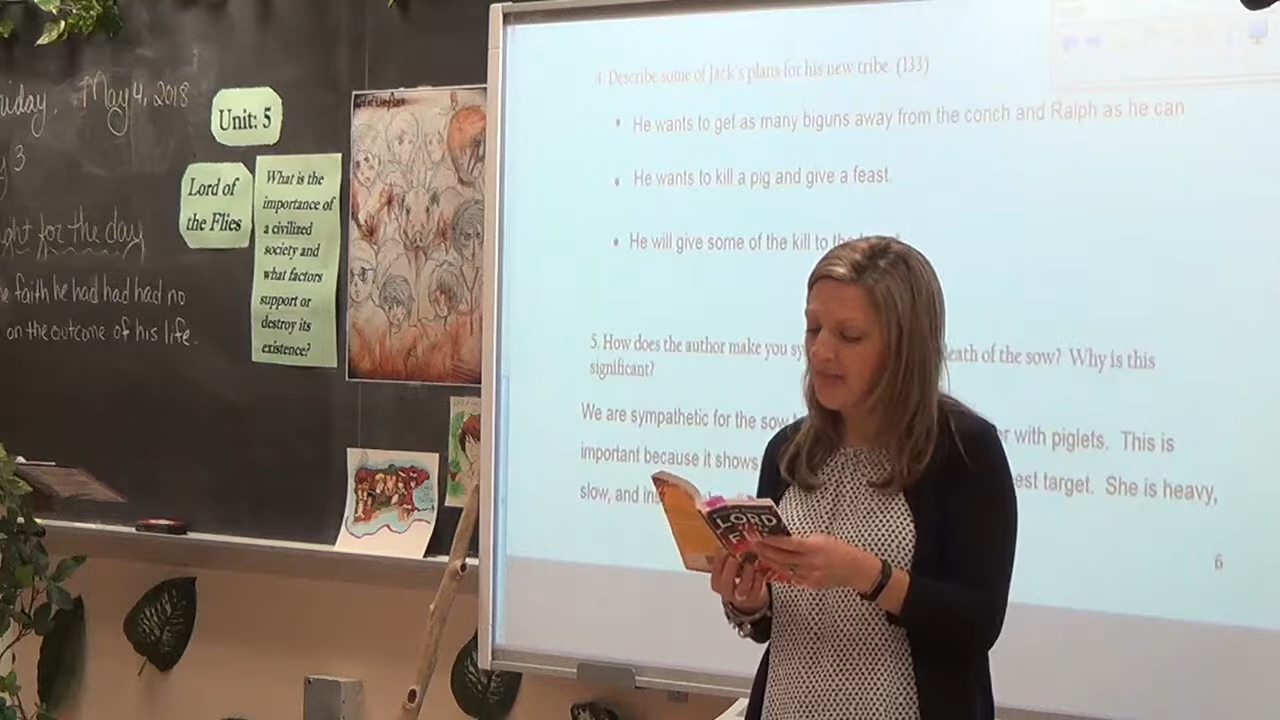 riday, May 4, 2018
y 3
ght for the day
e faith he had had had no
on the outcome of his life.
Unit: 5
Lord of
the Flies
What is the
importance of
a civilized
society and
what factors
support or
destroy its
existence?
4. Describe some of Jack's plans for his new tribe. (133)
• He wants to get as many biguns away from the conch and Ralph as he can
• He wants to kill a pig and give a feast.
• He will give some of the kill to the
5. How does the author make you sy eath of the sow? Why is this
significant?
We are sympathetic for the sow r with piglets. This is
important because it shows est target. She is heavy,
slow, and ins
6
LORD